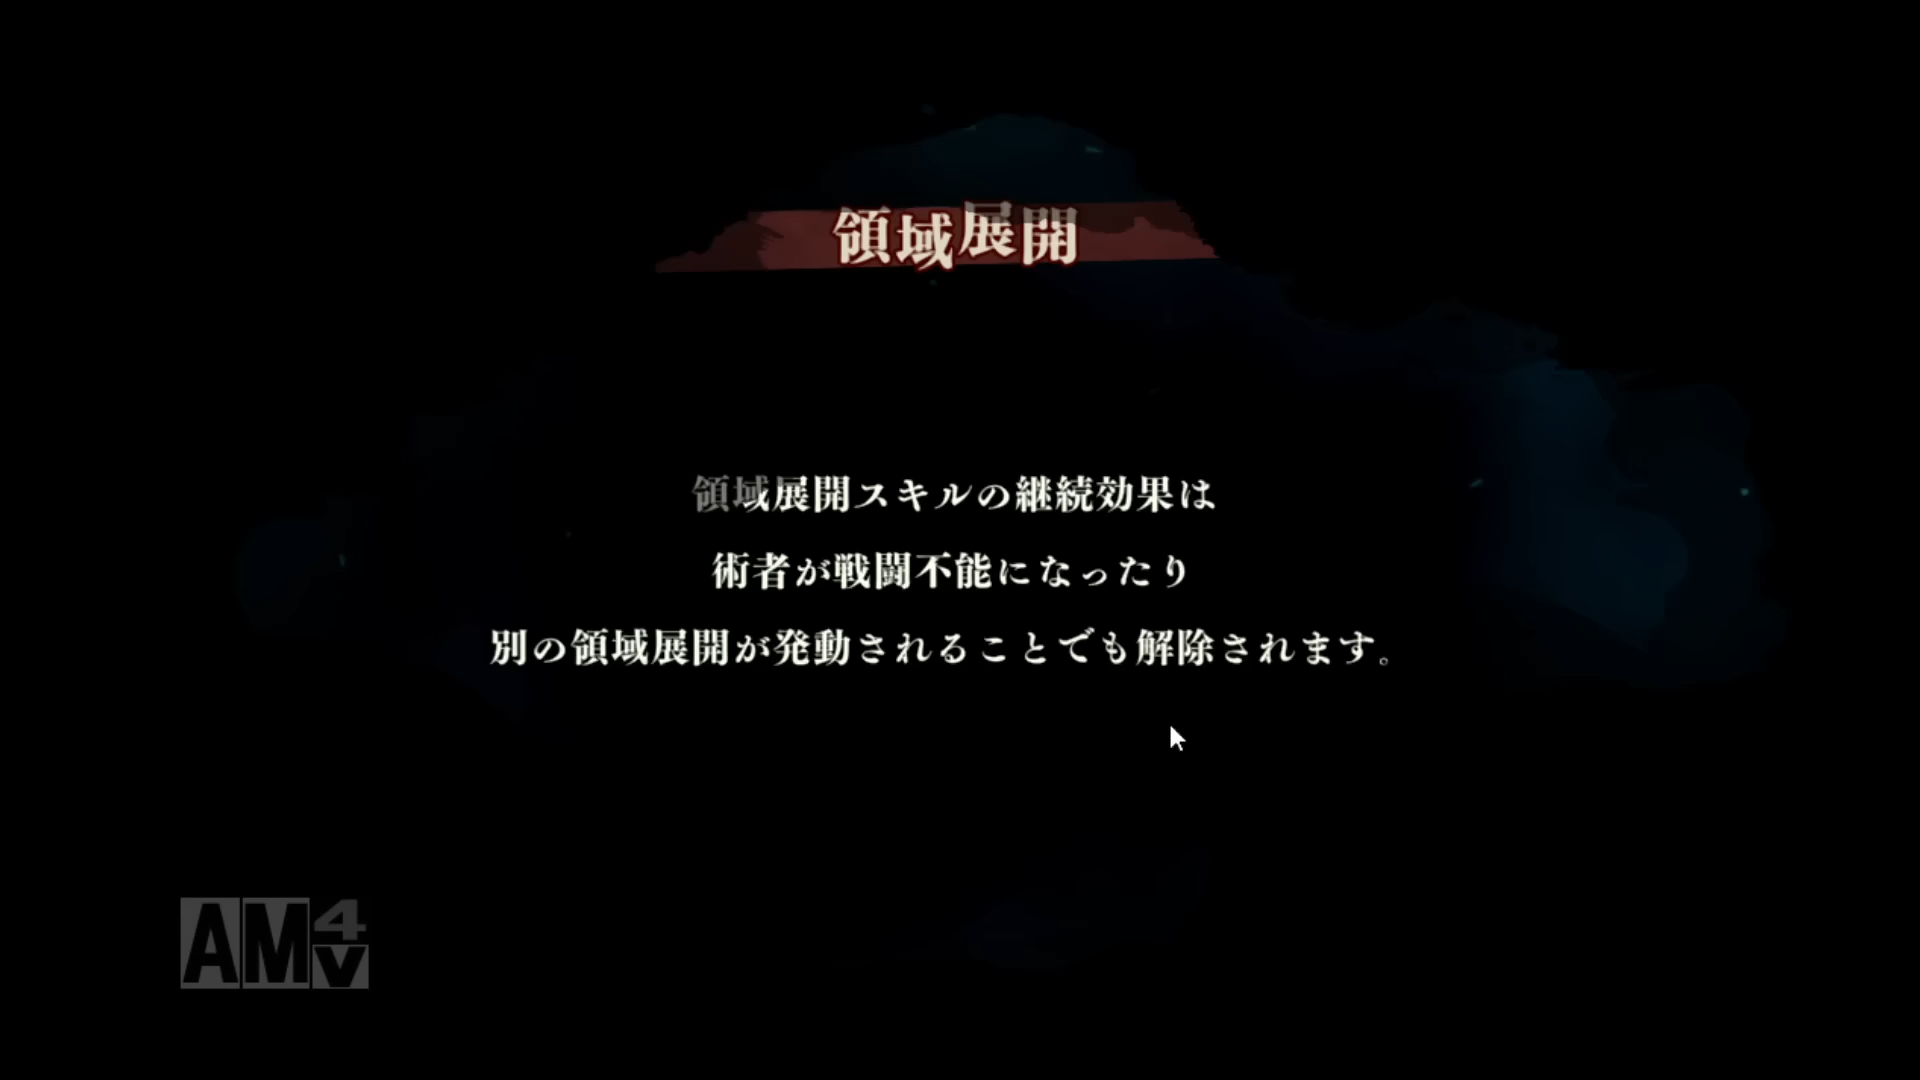 領域展開
領域展開スキルの継続効果は
術者が戦闘不能になったり
別の領域展開が発動されることでも解除されます。
AM4V